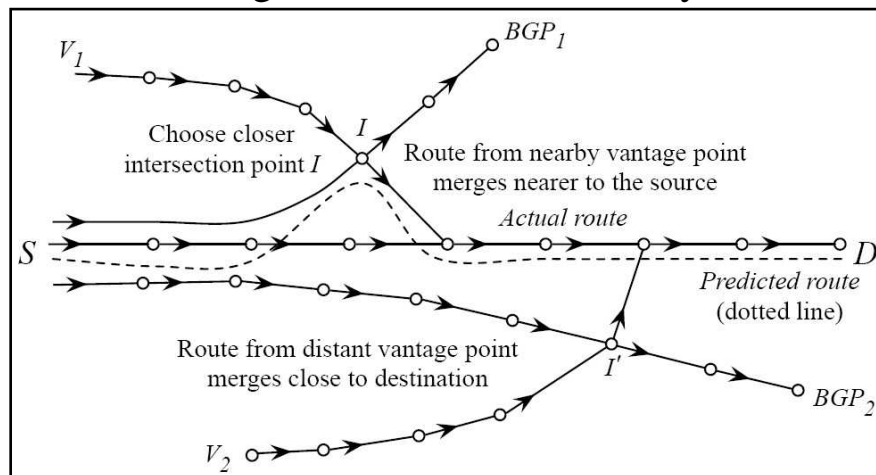 BGP1
V1
I
Choose closer
intersection point I
Route from nearby vantage point
merges nearer to the source
Actual route
S
D
Predicted route
(dotted line)
Route from distant vantage point
merges close to destination
I'
BGP2
V2